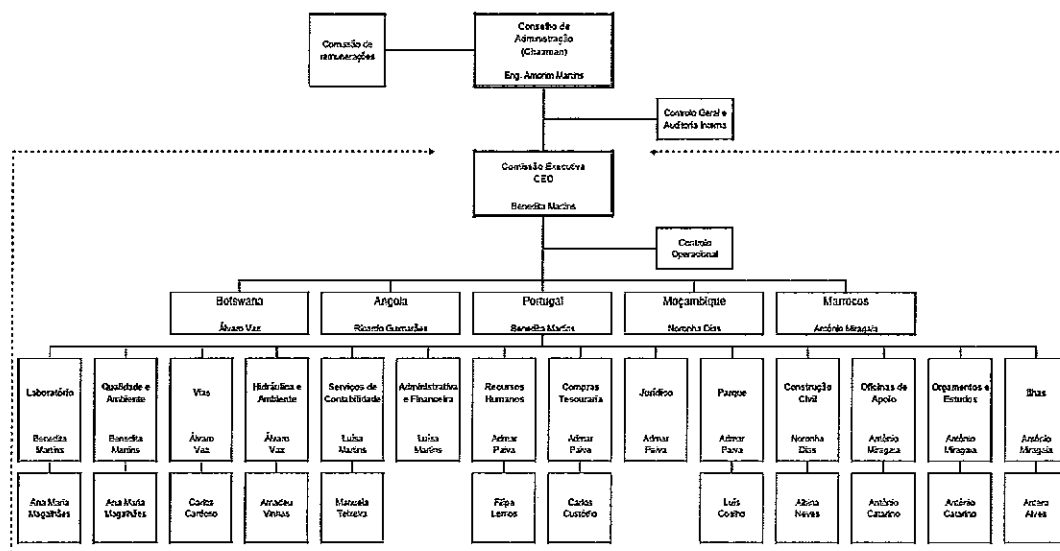 Conselho de
Administração
(Chairman)
Eng. Amorim Martins
Comissão de
remunerações
Controlo Geral e
Auditoria Interna
Comissão Executiva
CEO
Benedita Martins
Controlo
Operacional
Botswana
Álvaro Vaz
Angola
Ricardo Guimarães
Portugal
Benedita Martins
Moçambique
Noronha Dias
Marrocos
António Miragaia
Laboratório
Benedita
Martins
Qualidade e
Ambiente
Benedita
Martins
Vias
Álvaro
Vaz
Hidráulica e
Ambiente
Álvaro
Vaz
Serviços de
Contabilidade
Luísa
Martins
Administrativa
e Financeira
Luísa
Martins
Recursos
Humanos
Admar
Paiva
Compras
Tesouraria
Admar
Paiva
Jurídico
Admar
Paiva
Parque
Admar
Paiva
Construção
Civil
Noronha
Dias
Oficinas de
Apoio
António
Miragaia
Orçamentos e
Estudos
António
Miragaia
Ilhas
António
Miragaia
Ana Maria
Magalhães
Ana Maria
Magalhães
Carlos
Cardoso
Amadeu
Vinhas
Manuela
Teixeira
Filipa
Lemos
Carlos
Custódio
Luís
Coelho
Albina
Neves
António
Catarino
António
Catarino
Antera
Alves